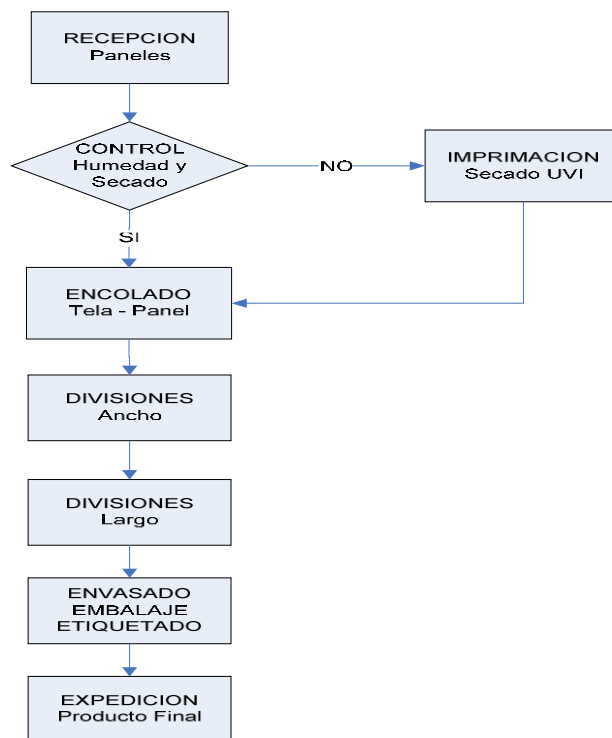 RECEPCION
Paneles
CONTROL
Humedad y
Secado
NO
IMPRIMACION
Secado UVI
SI
ENCOLADO
Tela - Panel
DIVISIONES
Ancho
DIVISIONES
Largo
ENVASADO
EMBALAJE
ETIQUETADO
EXPEDICION
Producto Final